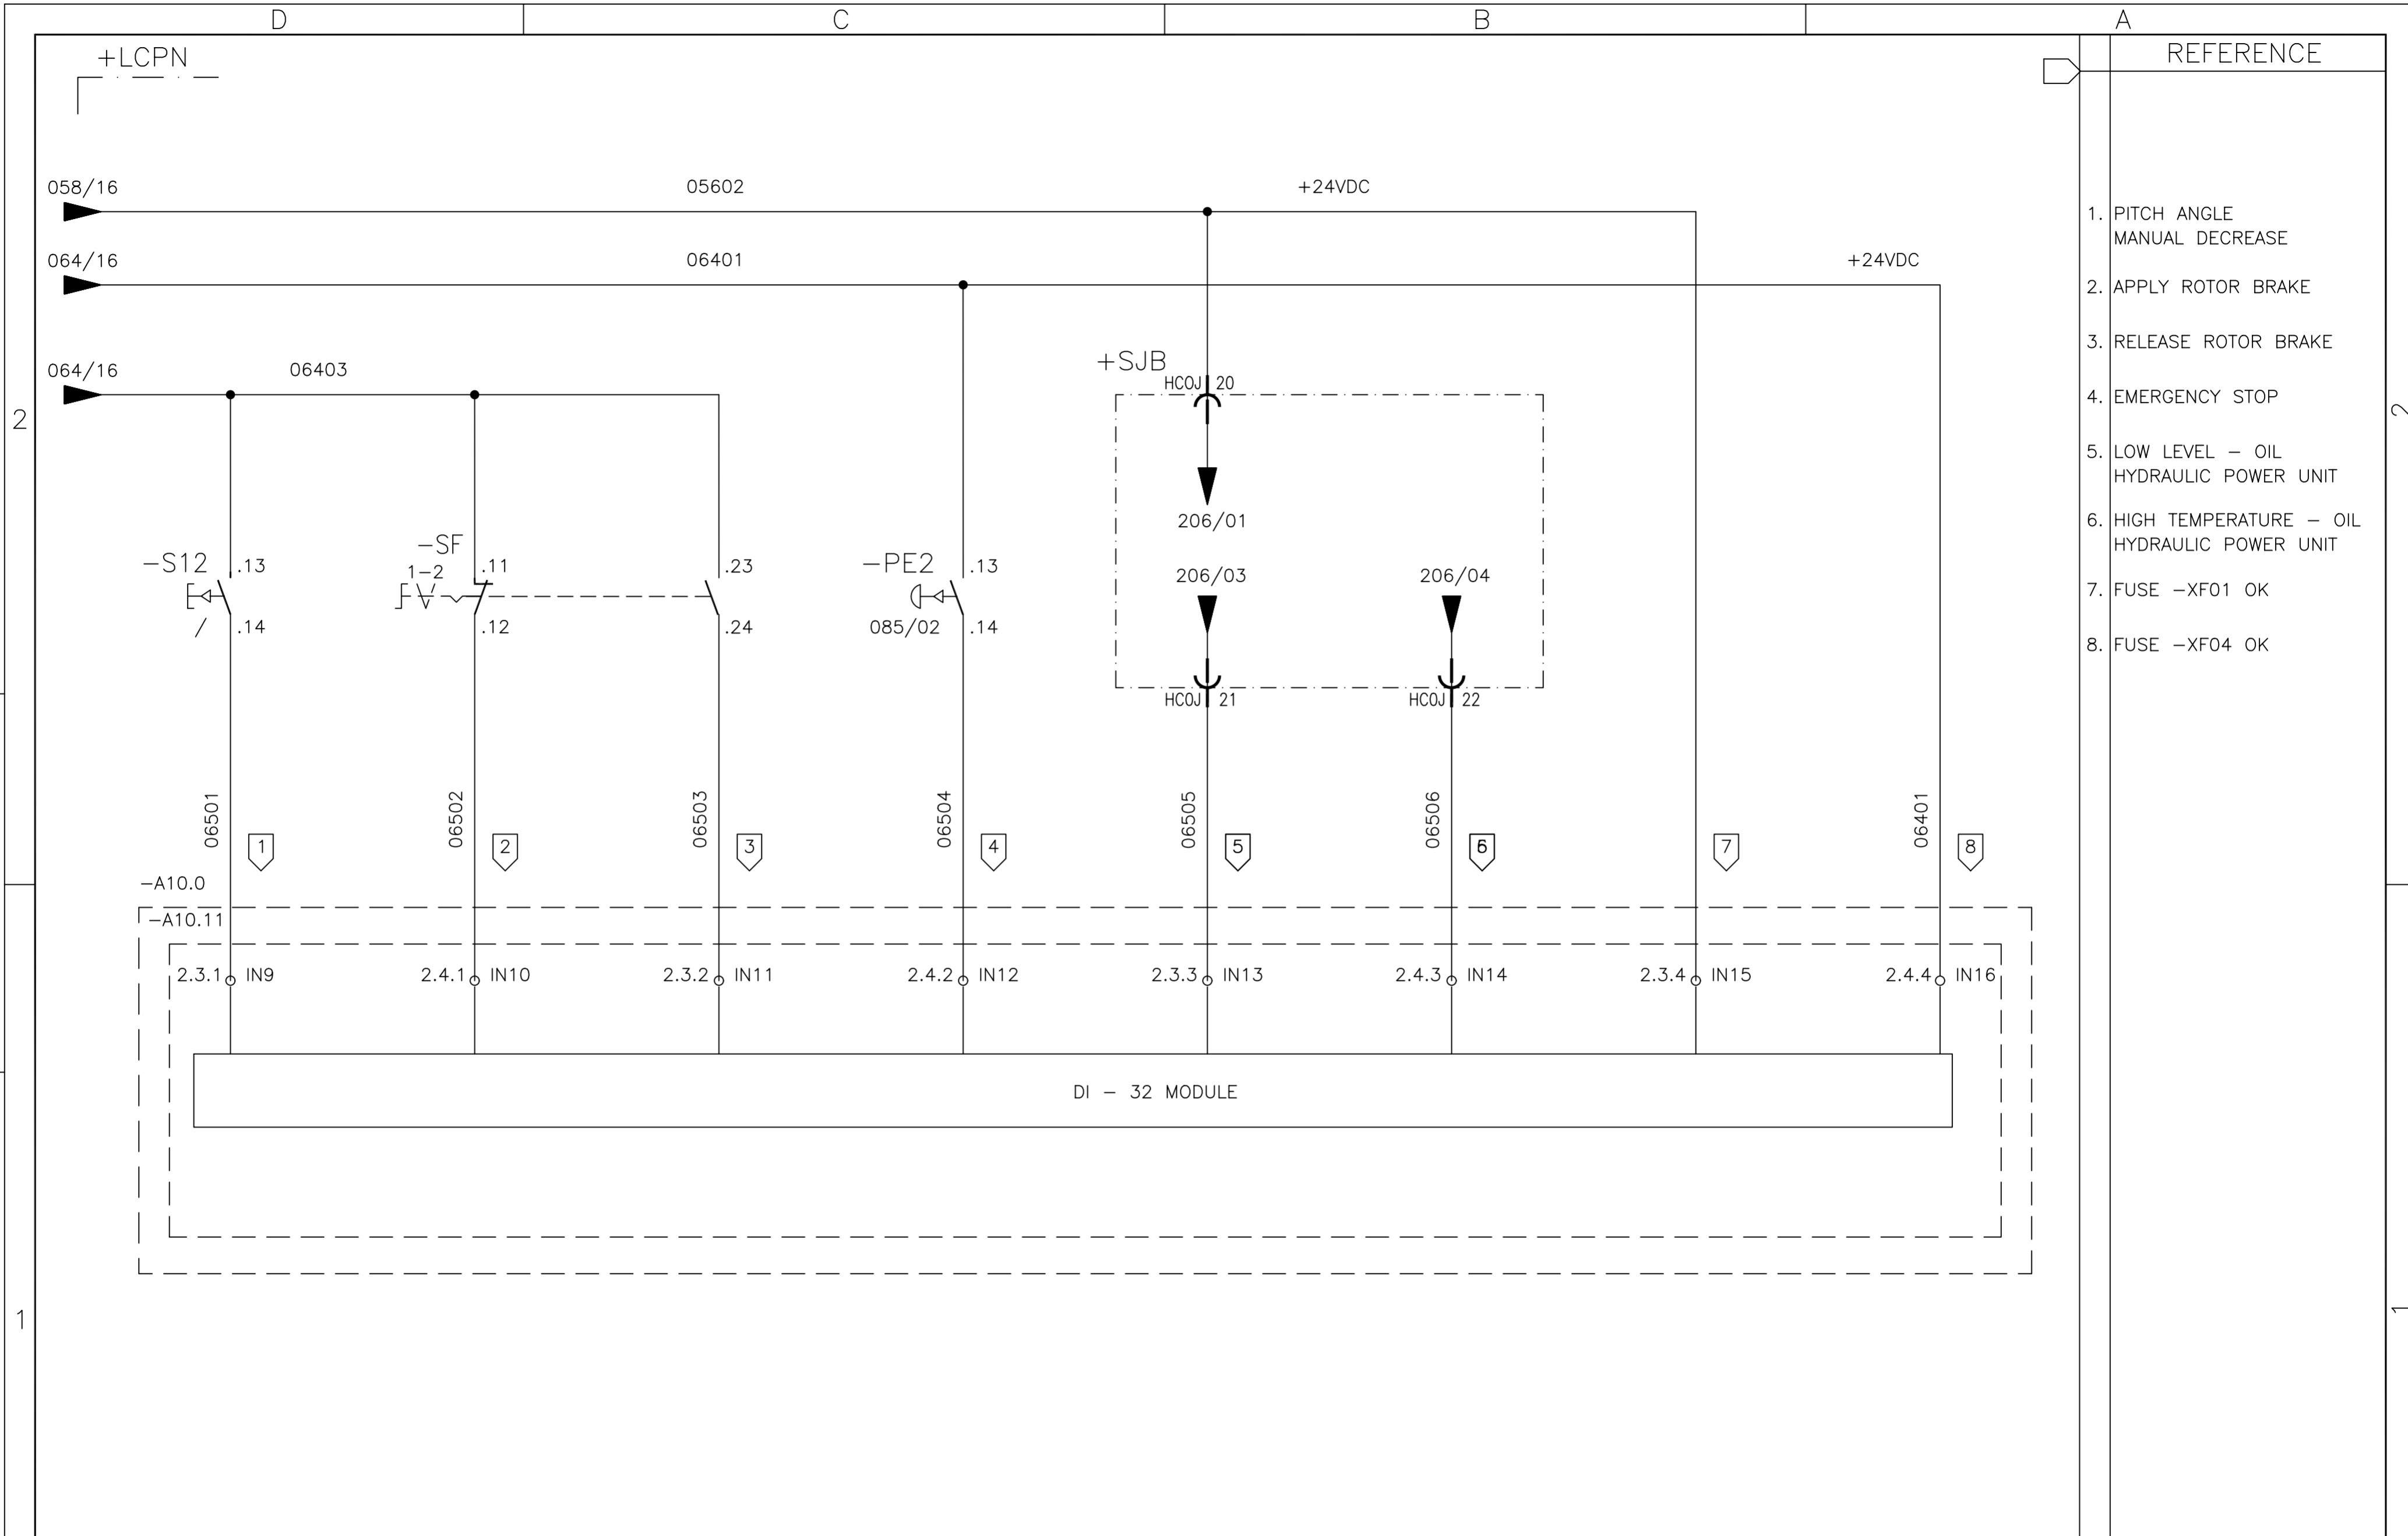 D
C
B
A
+LCPN
REFERENCE
058/16
05602
+24VDC
064/16
06401
+24VDC
064/16
06403
1. PITCH ANGLE
MANUAL DECREASE
2. APPLY ROTOR BRAKE
3. RELEASE ROTOR BRAKE
4. EMERGENCY STOP
5. LOW LEVEL – OIL
HYDRAULIC POWER UNIT
6. HIGH TEMPERATURE – OIL
HYDRAULIC POWER UNIT
7. FUSE –XF01 OK
8. FUSE –XF04 OK
2
2
+SJB
HC0J 20
206/01
–S12
.13
/
.14
–SF
1–2
.11
.12
.23
.24
–PE2
.13
085/02
.14
206/03
206/04
HC0J 21
HC0J 22
06501
06502
06503
06504
06505
06506
06401
1
2
3
4
5
6
7
8
–A10.0
–A10.11
2.3.1 IN9
2.4.1 IN10
2.3.2 IN11
2.4.2 IN12
2.3.3 IN13
2.4.3 IN14
2.3.4 IN15
2.4.4 IN16
DI – 32 MODULE
1
1